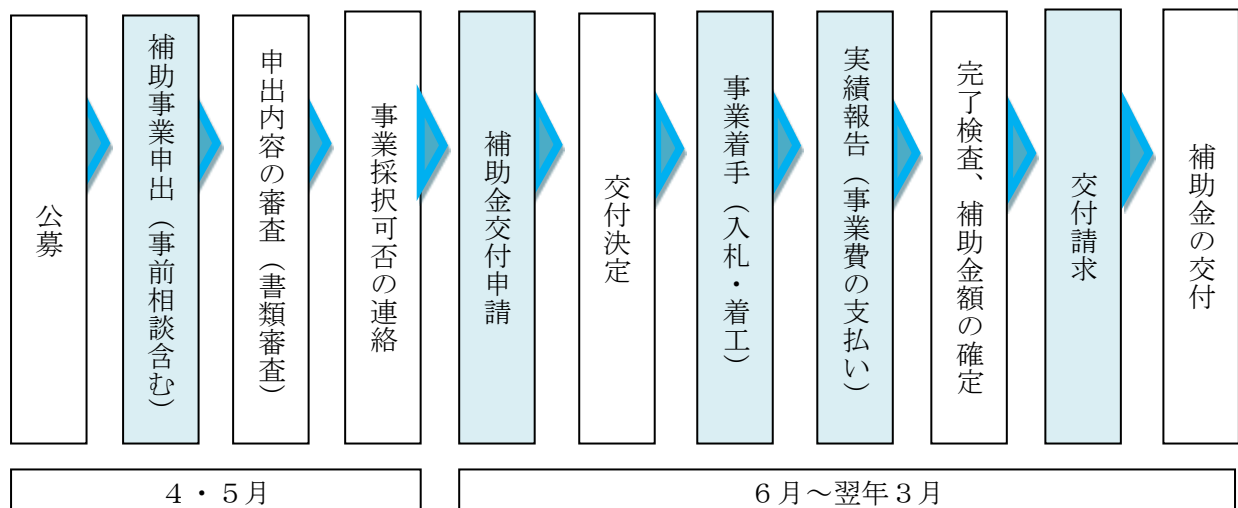 公募
補助事業申出（事前相談含む）
申出内容の審査（書類審査）
事業採択可否の連絡
補助金交付申請
交付決定
事業着手（入札・着工）
実績報告（事業費の支払い）
完了検査、補助金額の確定
交付請求
補助金の交付
４・５月
６月～翌年３月